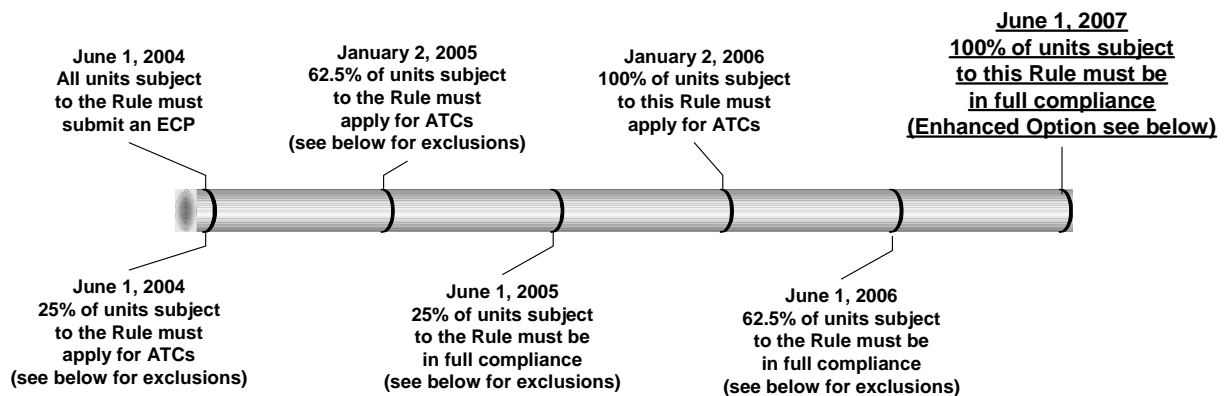 June 1, 2004
All units subject
to the Rule must
submit an ECP
January 2, 2005
62.5% of units subject
to the Rule must
apply for ATCs
(see below for exclusions)
January 2, 2006
100% of units subject
to this Rule must
apply for ATCs
June 1, 2007
100% of units subject
to this Rule must be
in full compliance
(Enhanced Option see below)
June 1, 2004
25% of units subject
to the Rule must
apply for ATCs
(see below for exclusions)
June 1, 2005
25% of units subject
to the Rule must be
in full compliance
(see below for exclusions)
June 1, 2006
62.5% of units subject
to the Rule must be
in full compliance
(see below for exclusions)